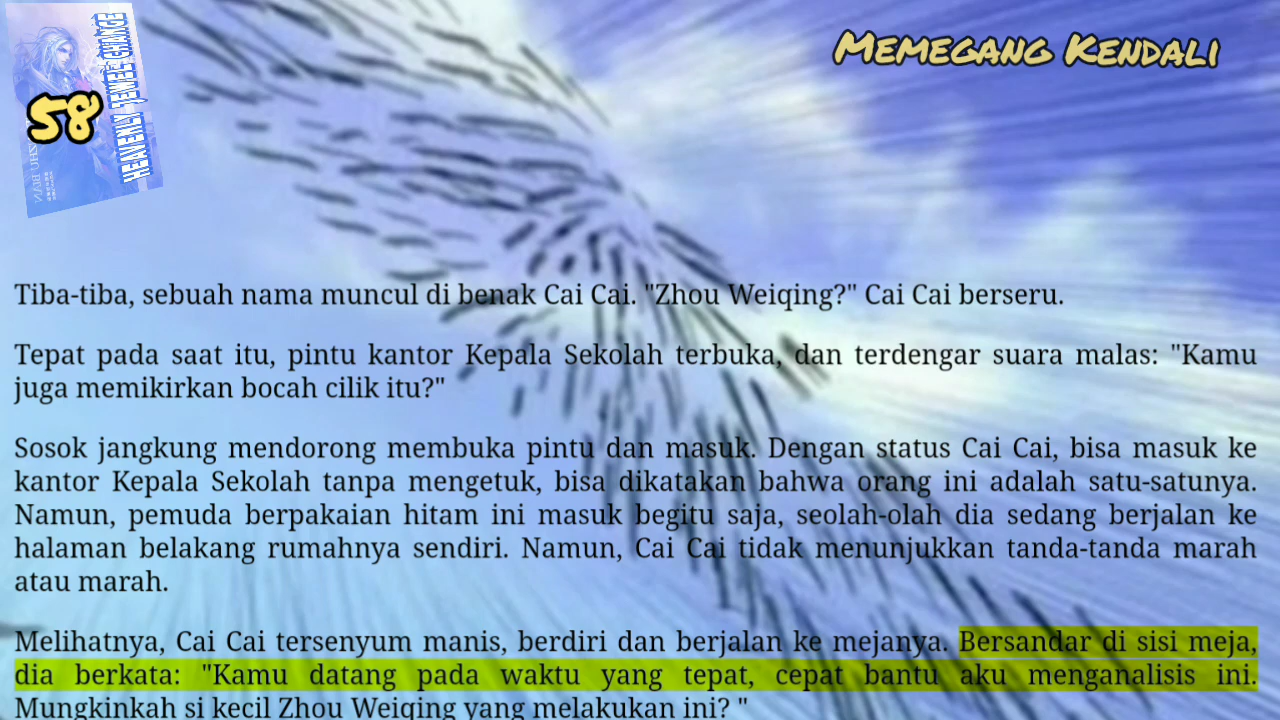 HEAVENLY JEWEL CHANGE
58
Memegang Kendali
Tiba-tiba, sebuah nama muncul di benak Cai Cai. "Zhou Weiqing?" Cai Cai berseru.
Tepat pada saat itu, pintu kantor Kepala Sekolah terbuka, dan terdengar suara malas: "Kamu
juga memikirkan bocah cilik itu?"
Sosok jangkung mendorong membuka pintu dan masuk. Dengan status Cai Cai, bisa masuk ke
kantor Kepala Sekolah tanpa mengetuk, bisa dikatakan bahwa orang ini adalah satu-satunya.
Namun, pemuda berpakaian hitam ini masuk begitu saja, seolah-olah dia sedang berjalan ke
halaman belakang rumahnya sendiri. Namun, Cai Cai tidak menunjukkan tanda-tanda marah
atau marah.
Melihatnya, Cai Cai tersenyum manis, berdiri dan berjalan ke mejanya. Bersandar di sisi meja,
dia berkata: "Kamu datang pada waktu yang tepat, cepat bantu aku menganalisis ini.
Mungkinkah si kecil Zhou Weiqing yang melakukan ini? "